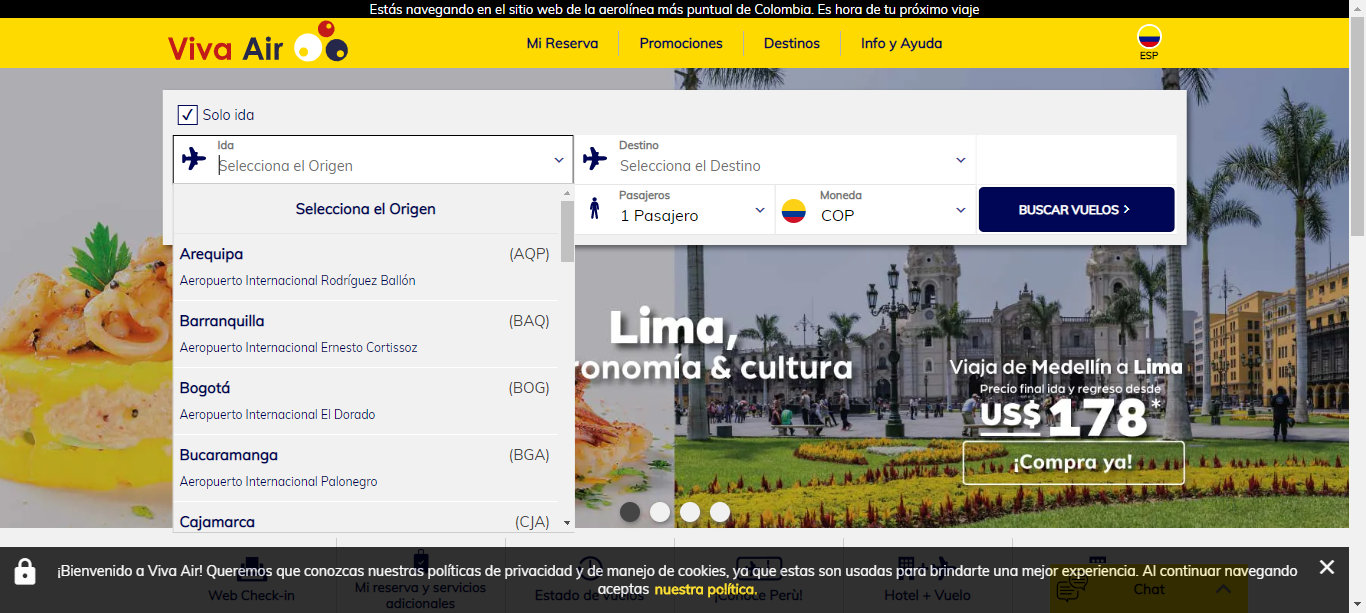 Estás navegando en el sitio web de la aerolínea más puntual de Colombia. Es hora de tu próximo viaje
Viva Air
Mi Reserva
Promociones
Destinos
Info y Ayuda
ESP
Solo ida
Ida
Selecciona el Origen
Destino
Selecciona el Destino
Pasajeros
1 Pasajero
Moneda
COP
BUSCAR VUELOS
Selecciona el Origen
Arequipa (AQP)
Aeropuerto Internacional Rodríguez Ballón
Barranquilla (BAQ)
Aeropuerto Internacional Ernesto Cortissoz
Bogotá (BOG)
Aeropuerto Internacional El Dorado
Bucaramanga (BGA)
Aeropuerto Internacional Palonegro
Cajamarca (CJA)
Lima,
ronomía & cultura
Viaja de Medellín a Lima
Precio final ida y regreso desde
US$ 178*
¡Compra ya!
¡Bienvenido a Viva Air! Queremos que conozcas nuestras políticas de privacidad y de manejo de cookies, ya que estas son usadas para brindarte una mejor experiencia. Al continuar navegando
aceptas nuestra política.
Web Check-in
Mi reserva y servicios
adicionales
Estado de vuelos
¡Conoce Perù!
Hotel + Vuelo
Chat